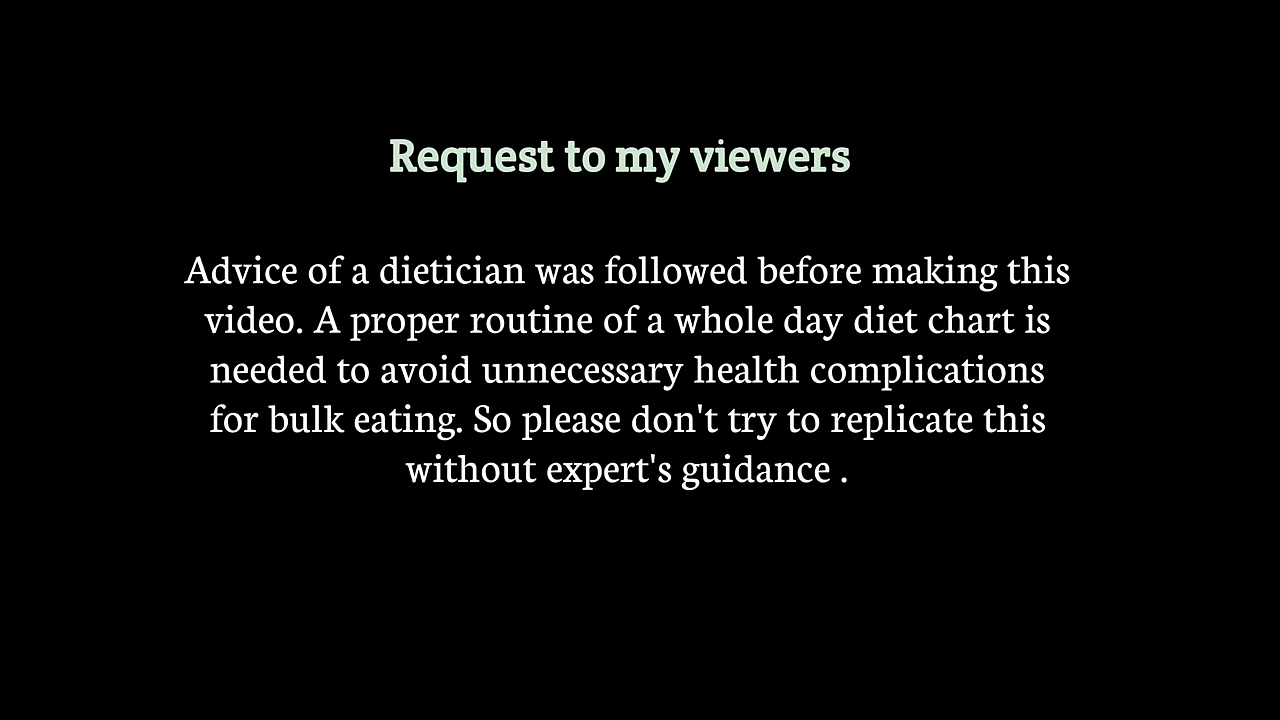 Request to my viewers
Advice of a dietician was followed before making this
video. A proper routine of a whole day diet chart is
needed to avoid unnecessary health complications
for bulk eating. So please don't try to replicate this
without expert's guidance .